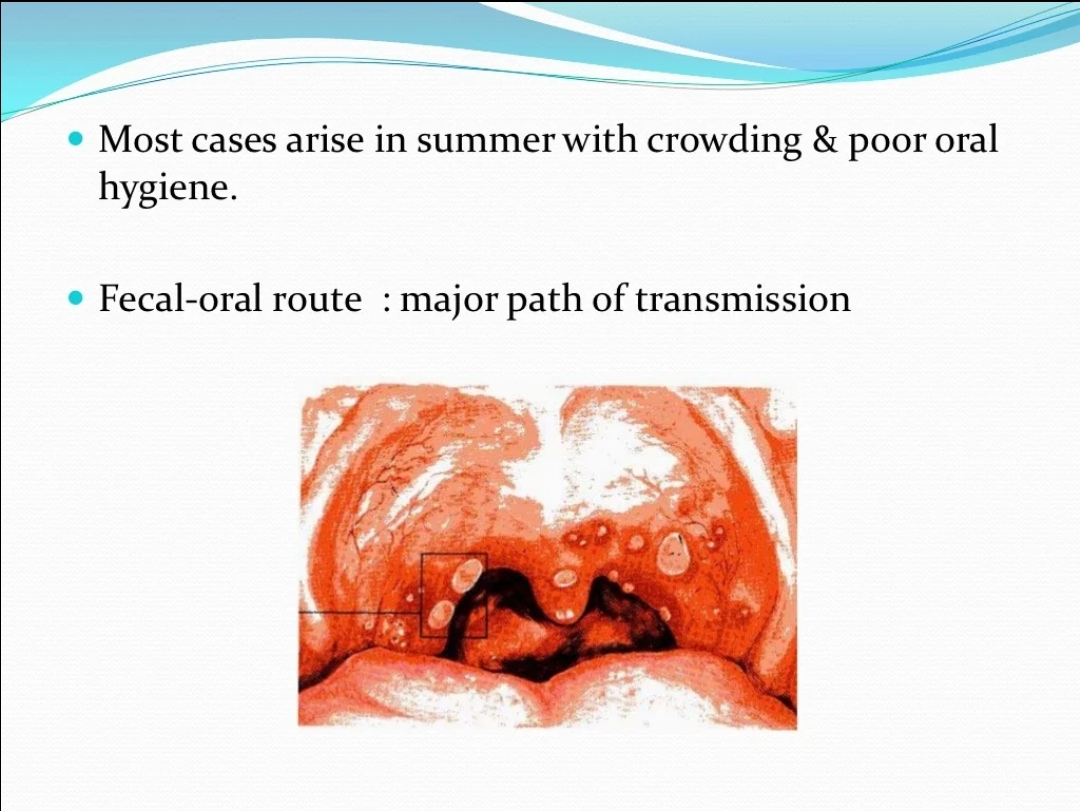 Most cases arise in summer with crowding & poor oral
hygiene.
Fecal-oral route : major path of transmission